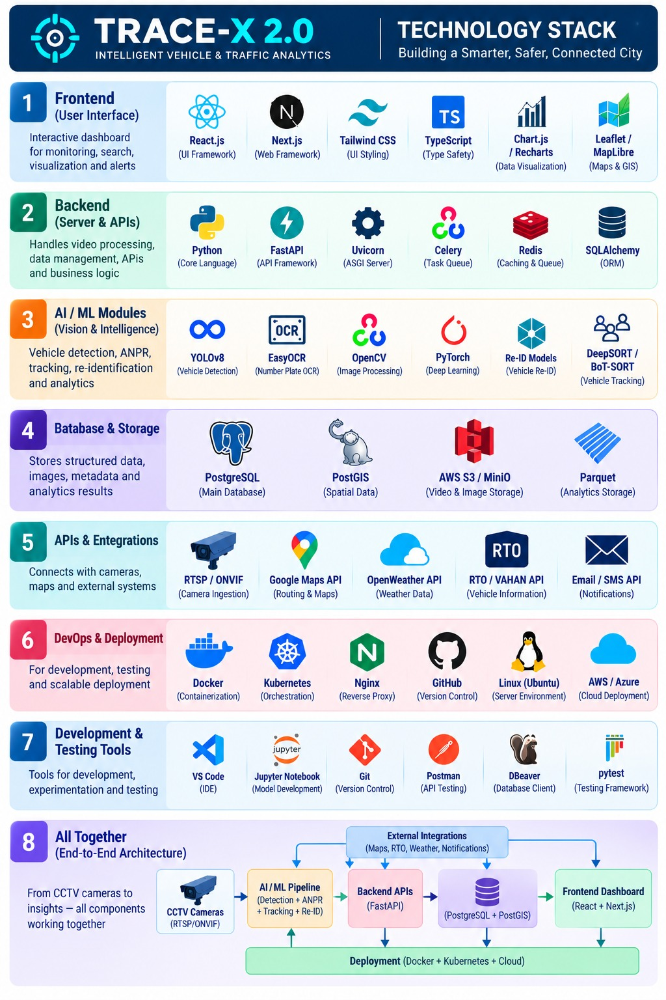 TRACE-X 2.0
INTELLIGENT VEHICLE & TRAFFIC ANALYTICS
TECHNOLOGY STACK
Building a Smarter, Safer, Connected City
1
Frontend
(User Interface)
Interactive dashboard
for monitoring, search,
visualization and alerts
React.js
(UI Framework)
N
Next.js
(Web Framework)
Tailwind CSS
(UI Styling)
TS
TypeScript
(Type Safety)
Chart.js
/ Recharts
(Data Visualization)
Leaflet /
MapLibre
(Maps & GIS)
2
Backend
(Server & APIs)
Handles video processing,
data management, APis
and business logic
Python
(Core Language)
FastAPI
(API Framework)
Uvicorn
(ASGI Server)
Celery
(Task Queue)
Redis
(Caching & Queue)
SQLAlchemy
(ORM)
3
AI / ML Modules
(Vision & Intelligence)
Vehicle detection, ANPR,
tracking, re-identification
and analytics
YOLOv8
(Vehicle Detection)
OCR
EasyOCR
(Number Plate OCR)
OpenCV
(Image Processing)
PyTorch
(Deep Learning)
Re-ID Models
(Vehicle Re-ID)
DeepSORT /
BoT-SORT
(Vehicle Tracking)
4
Batabase & Storage
Stores structured data,
images, metadata and
analytics results
PostgreSQL
(Main Database)
PostGIS
(Spatial Data)
AWS S3 / MiniO
(Video & Image Storage)
Parquet
(Analytics Storage)
5
APIs & Entegrations
Connects with cameras,
maps and external systems
RTSP / ONVIF
(Camera Ingestion)
Google Maps API
(Routing & Maps)
OpenWeather API
(Weather Data)
RTO
RTO / VAHAN API
(Vehicle Information)
Email / SMS API
(Notifications)
6
DevOps & Deployment
For development, testing
and scalable deployment
Docker
(Containerization)
Kubernetes
(Orchestration)
N
Nginx
(Reverse Proxy)
GitHub
(Version Control)
Linux (Ubuntu)
(Server Environment)
AWS / Azure
(Cloud Deployment)
7
Development &
Testing Tools
Tools for development,
experimentation and testing
VS Code
(IDE)
jupyter
Jupyter Notebook
(Model Development)
Git
(Version Control)
Postman
(API Testing)
DBeaver
(Database Client)
pytest
(Testing Framework)
8
All Together
(End-to-End Architecture)
From CCTV cameras to
insights — all components
working together
External Integrations
(Maps, RTO, Weather, Notifications)
CCTV Cameras
(RTSP/ONVIF)
AI / ML Pipeline
(Detection + ANPR
+ Tracking + Re-ID)
Backend APIs
(FastAPI)
(PostgreSQL + PostGIS)
Frontend Dashboard
(React + Next.js)
Deployment (Docker + Kubernetes + Cloud)